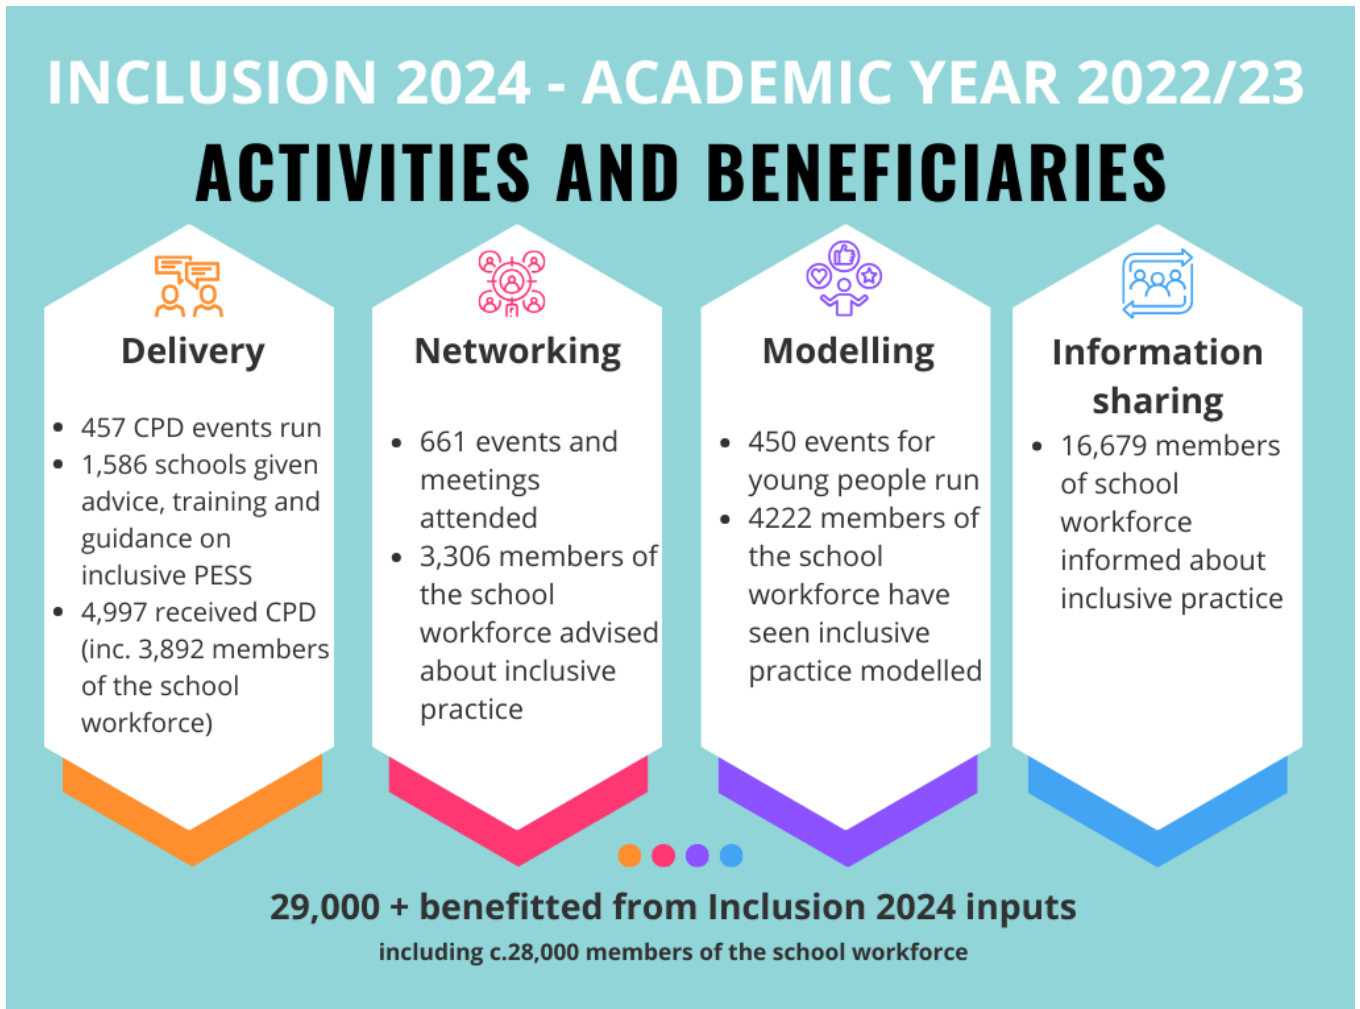 INCLUSION 2024 - ACADEMIC YEAR 2022/23
ACTIVITIES AND BENEFICIARIES
Delivery
• 457 CPD events run
• 1,586 schools given
advice, training and
guidance on
inclusive PESS
• 4,997 received CPD
(inc. 3,892 members
of the school
workforce)
Networking
• 661 events and
meetings
attended
• 3,306 members of
the school
workforce advised
about inclusive
practice
Modelling
• 450 events for
young people run
• 4222 members of
the school
workforce have
seen inclusive
practice modelled
Information
sharing
• 16,679 members
of school
workforce
informed about
inclusive practice
29,000 + benefitted from Inclusion 2024 inputs
including c.28,000 members of the school workforce